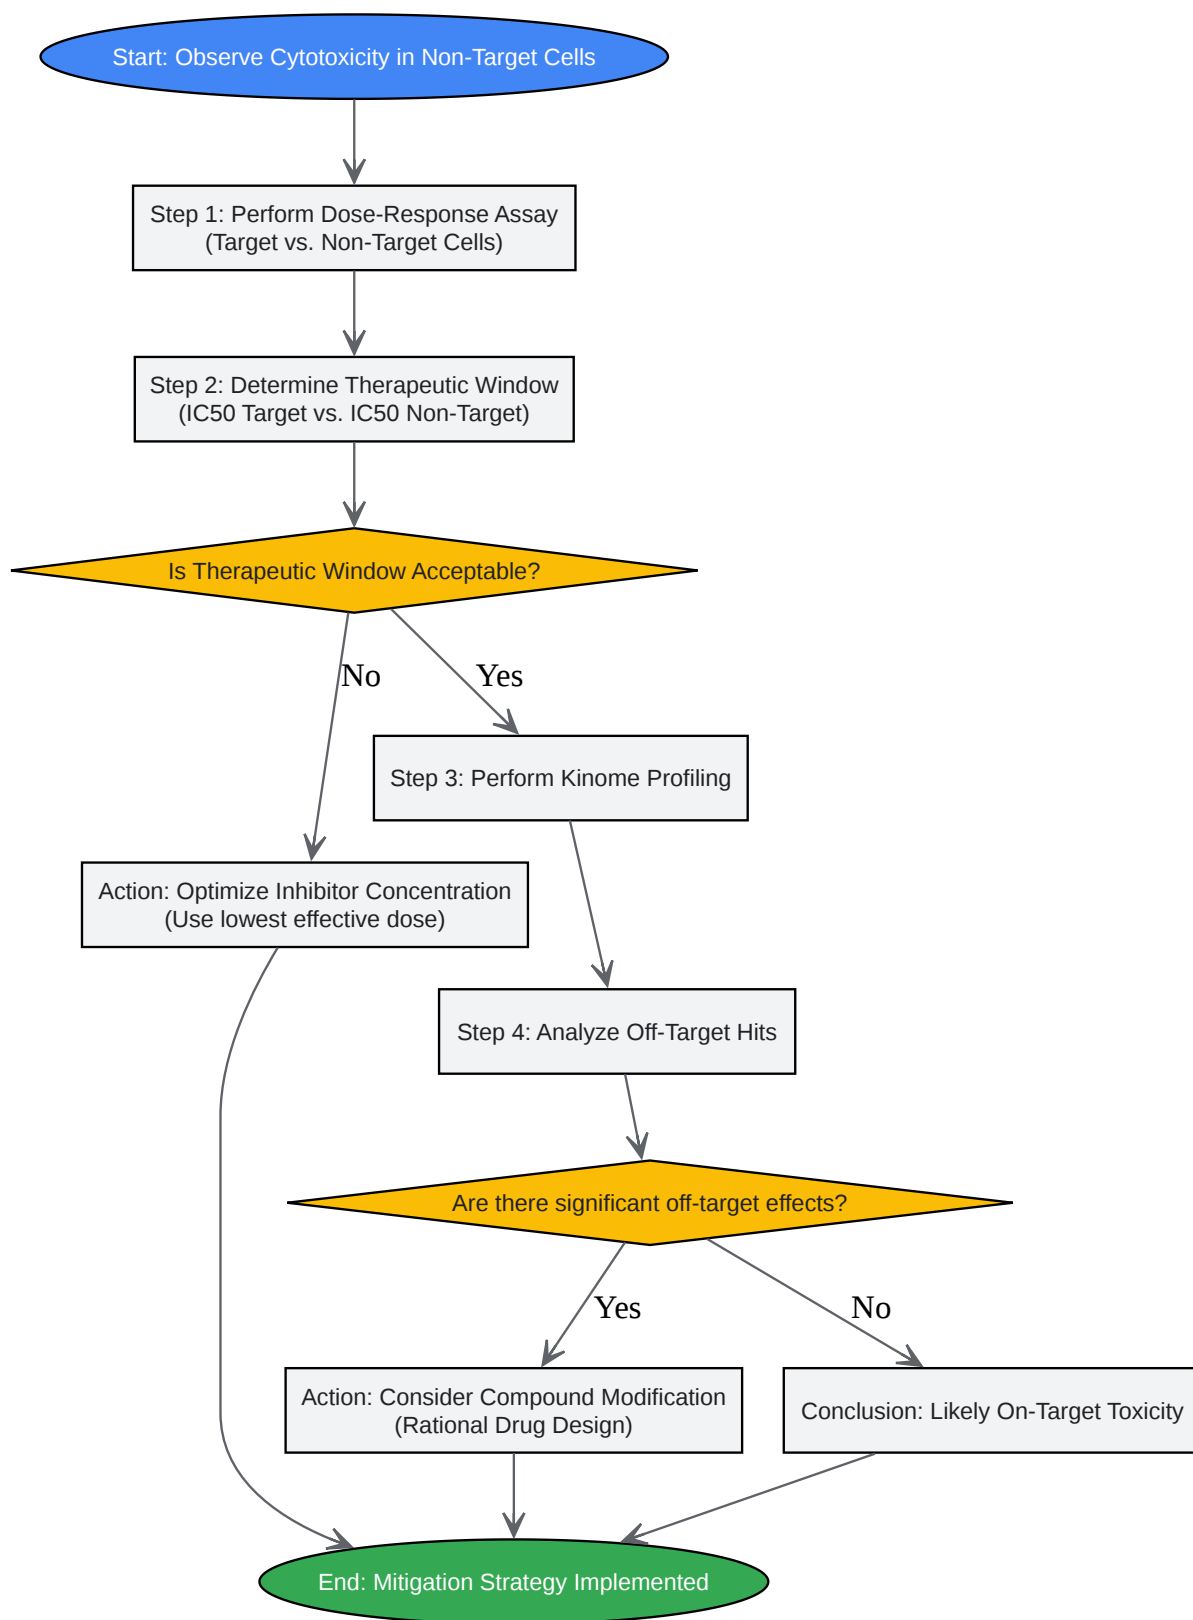 Start: Observe Cytotoxicity in Non-Target Cells
Step 1: Perform Dose-Response Assay
(Target vs. Non-Target Cells)
Step 2: Determine Therapeutic Window
(IC50 Target vs. IC50 Non-Target)
Is Therapeutic Window Acceptable?
No
Yes
Step 3: Perform Kinome Profiling
Action: Optimize Inhibitor Concentration
(Use lowest effective dose)
Step 4: Analyze Off-Target Hits
Are there significant off-target effects?
Yes
No
Action: Consider Compound Modification
(Rational Drug Design)
Conclusion: Likely On-Target Toxicity
End: Mitigation Strategy Implemented